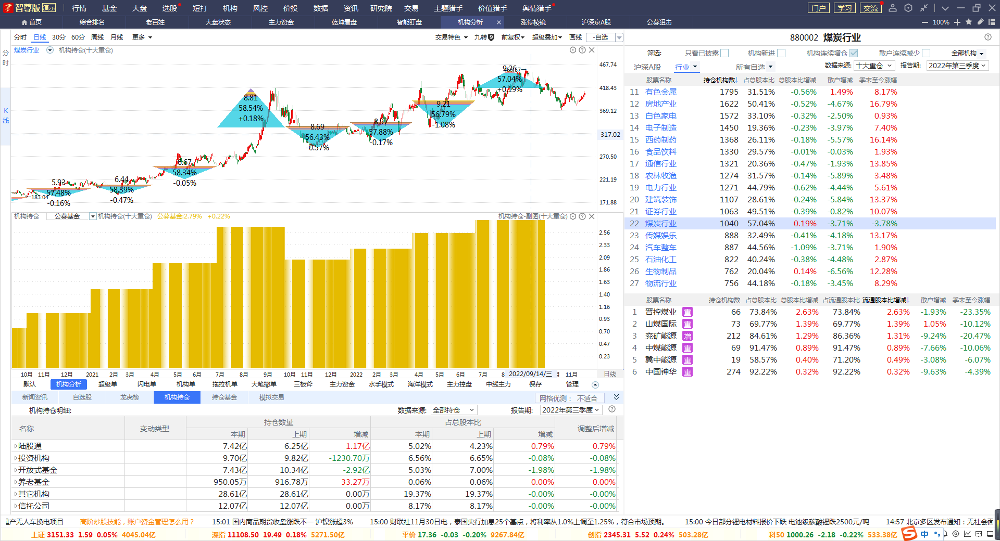 智尊版 演示 行情 基金 大盘 选股 短打 机构 风控 价投 数据 资讯 研究院 交易 主题猎手 价值猎手 舆情猎手 门户 学习 交流
首页 综合排名 老百姓 大盘状态 主力资金 乾坤看盘 智能盯盘 机构分析 × 涨停棱镜 沪深京A股 公募狙击 100%
分时 日线 30分 60分 周线 月线 更多 交易特色 九转 9 前复权 超级叠加 画线 -自选
煤炭行业 机构持仓(十大重仓)
分时
K线
467.74
418.43
369.12
317.02
270.50
221.19
171.88
183.04
5.93
57.48%
-0.16%
6.44
58.39%
-0.47%
6.67
58.34%
-0.05%
8.81
58.54%
+0.18%
8.69
56.43%
-0.57%
8.97
57.88%
-0.17%
9.21
56.79%
-1.08%
9.26
57.04%
+0.19%
机构持仓 公募基金 机构持仓(十大重仓) 公募基金:2.79% +0.22% 机构持仓-副图(十大重仓)
2.56
2.33
2.09
1.86
1.63
1.40
1.16
0.93
0.70
0.47
0.23
10月 11月 12月 2021 2月 3月 4月 5月 6月 7月 8月 9月 10月 11月 12月 2022 2月 3月 4月 5月 6月 7月 8 2022/09/14/三 11月 日线
默认 机构分析 超级单 闪电单 机构单 拖拉机单 大笔撤单 三板斧 主力资金 水手模式 海洋模式 主力控盘 中线主力 保存 管理
新闻资讯 自选股 龙虎榜 机构持仓 持仓基金 模拟交易 网格优测： 不适合
机构持仓明细: 数据来源: 全部持仓 报告期: 2022年第三季度
名称 变动类型 持仓数量 占总股本比 调整后增减
本期 上期 增减 本期 上期 增减
陆股通 7.42亿 6.25亿 1.17亿 5.02% 4.23% 0.79% 0.79%
投资机构 9.70亿 9.82亿 -1230.70万 6.56% 6.65% -0.08% -0.08%
开放式基金 7.43亿 10.34亿 -2.92亿 5.03% 7.00% -1.98% -1.98%
养老基金 950.05万 916.78万 33.27万 0.06% 0.06% 0.00% 0.00%
其它机构 28.61亿 28.61亿 0.00万 19.37% 19.37% -0.00% -0.00%
信托公司 12.07亿 12.07亿 0.00万 8.17% 8.17% -0.00% -0.00%
880002 煤炭行业
筛选: 只看已披露 机构新进 机构连续增仓 散户连续减少 全部机构
沪深A股 行业 所有自选 数据来源: 十大重仓 报告期: 2022年第三季度
股票名称 持仓机构数↓ 占总股本比 总股本比增减 散户增减 季末至今涨幅
11 有色金属 1795 31.51% -0.56% 1.49% 8.17%
12 房地产业 1622 50.41% -0.52% -4.67% 16.79%
13 白色家电 1572 33.10% -0.32% -2.50% 0.93%
14 电子制造 1450 19.36% -0.23% -3.97% 7.40%
15 西药制药 1368 26.11% -0.18% -5.57% 16.14%
16 食品饮料 1330 29.57% -0.01% -0.03% 1.93%
17 通信行业 1321 20.36% -0.47% -1.93% 13.85%
18 农林牧渔 1274 31.57% -0.14% -5.89% 3.48%
19 电力行业 1271 44.79% -0.62% -4.44% 5.61%
20 建筑装饰 1107 28.61% -0.24% -5.84% 13.37%
21 证券行业 1063 49.51% -0.39% -0.82% 10.07%
22 煤炭行业 1040 57.04% 0.19% -3.71% -3.78%
23 传媒娱乐 888 32.49% -0.41% -4.18% 13.17%
24 汽车整车 887 44.56% -1.09% -3.71% 1.90%
25 石油化工 822 40.24% -0.38% -4.48% 2.87%
26 生物制品 762 20.04% 0.14% -6.56% 12.28%
27 物流行业 756 44.18% -0.18% -3.45% 8.29%
股票名称 持仓机构数 占总股本比 总股本比增减 占流通股本比 流通股本比增减↓ 散户增减 季末至今涨幅
1 晋控煤业 重 66 73.84% 2.63% 73.84% 2.63% -1.93% -23.35%
2 山煤国际 重 73 69.77% 1.39% 69.77% 1.39% 1.05% -10.12%
3 兖矿能源 增 212 84.61% 1.29% 86.36% 1.31% -9.24% -20.47%
4 中煤能源 重 69 91.47% 0.89% 91.47% 0.89% -7.66% -10.06%
5 冀中能源 重 19 58.57% 0.40% 71.20% 0.49% -3.08% -6.07%
6 中国神华 重 274 92.22% 0.32% 92.22% 0.32% -9.63% -4.39%
产无人车换电项目 高阶炒股技能，账户资金管理怎么用？ 15:01 国内商品期货收盘涨跌不一 沪镍涨超3% 15:00 财联社11月30日电，泰国央行加息25个基点，将利率从1.0%上调至1.25%，符合市场预期。 15:00 今日部分锂电材料报价下跌 电池级碳酸锂跌2500元/吨 14:57 北京多区发布通知：无社会面
上证 3151.33 1.59 0.05% 4045.04亿 深指 11108.50 19.49 0.18% 5271.50亿 平价 17.36 -0.03 -0.20% 9267.84亿 创指 2345.31 5.52 0.24% 503.28亿 科50 1000.26 -2.18 -0.22% 533.38亿 中